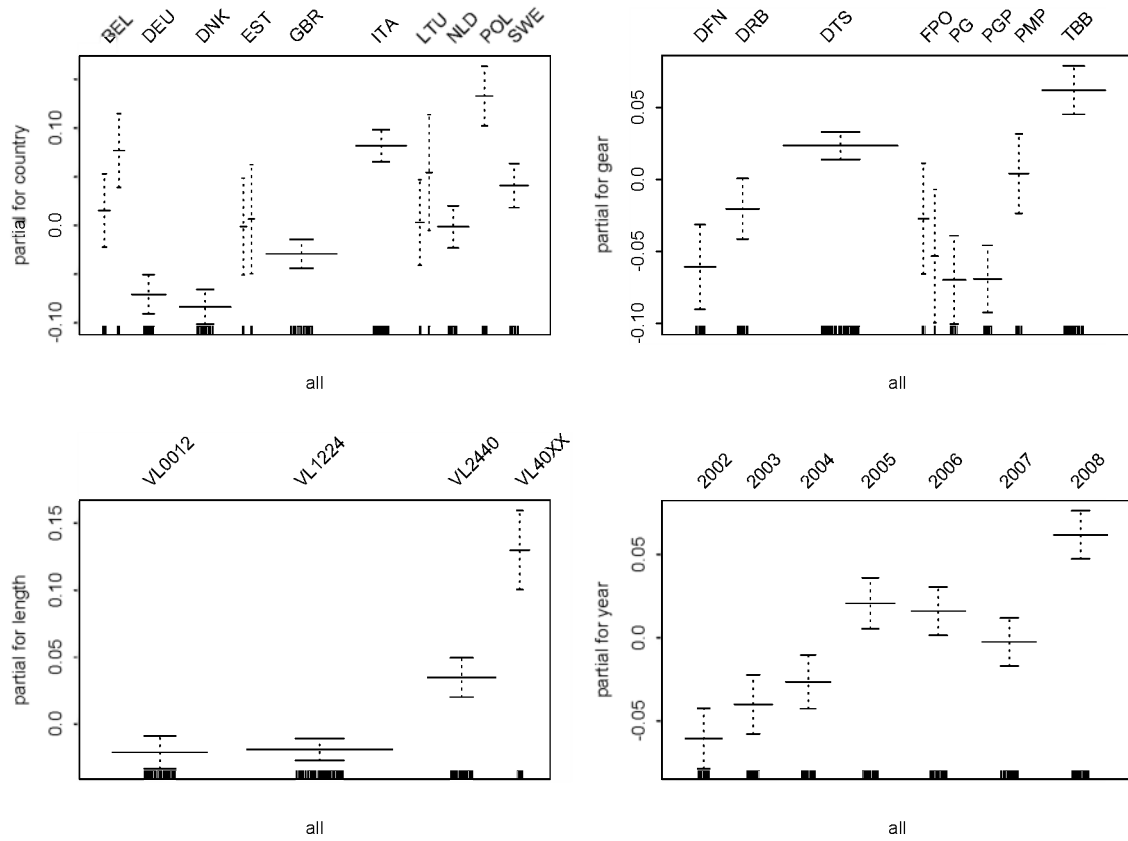 BEL DEU DNK EST GBR ITA LTU NLD POL SWE
partial for country
0.10
0.0
-0.10
all
DFN DRB DTS FPO PG PGP PMP TBB
partial for gear
0.05
0.0
-0.05
-0.10
all
VL0012 VL1224 VL2440 VL40XX
partial for length
0.15
0.10
0.05
0.0
all
2002 2003 2004 2005 2006 2007 2008
partial for year
0.05
0.0
-0.05
all